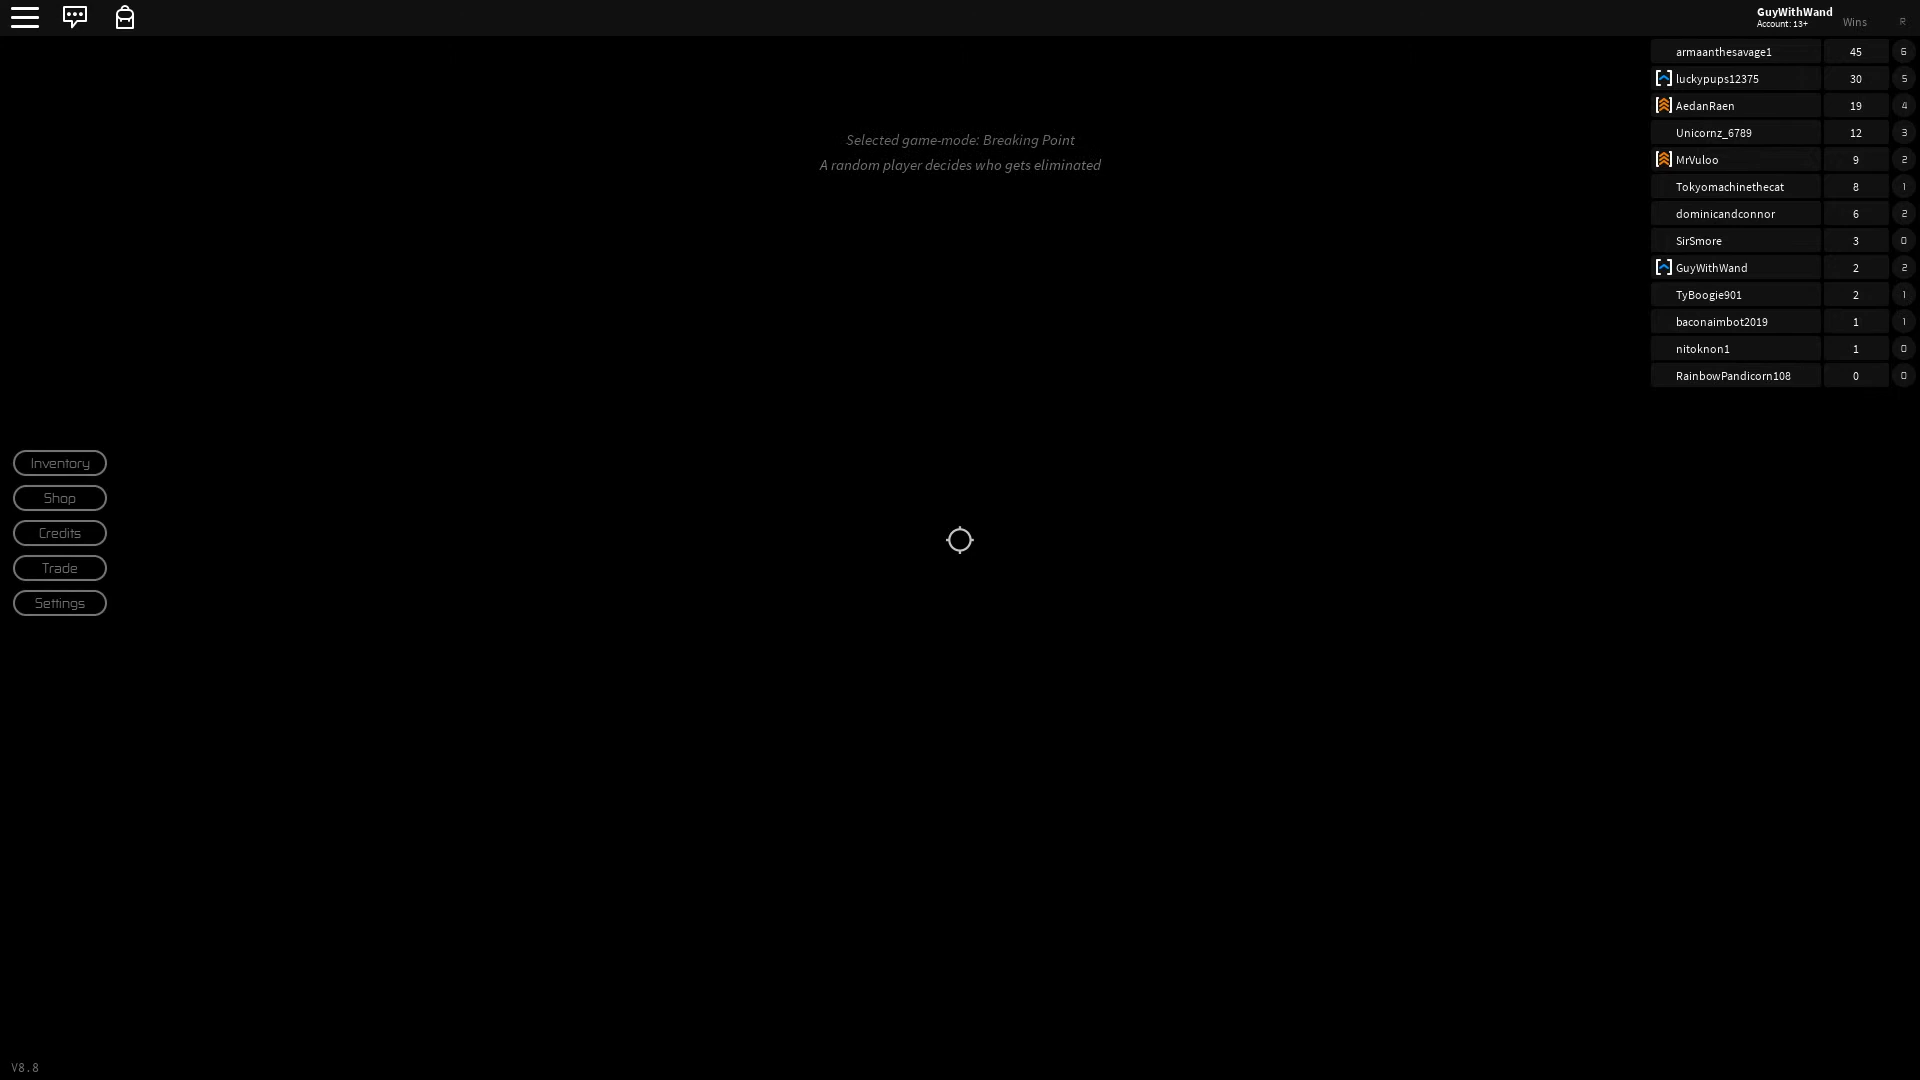 GuyWithWand
Account: 13+
Wins R
armaanthesavage1 45 6
luckypups12375 30 5
AedanRaen 19 4
Unicornz_6789 12 3
MrVuloo 9 2
Tokyomachinethecat 8 1
dominicandconnor 6 2
SirSmore 3 0
GuyWithWand 2 2
TyBoogie901 2 1
baconaimbot2019 1 1
nitoknon1 1 0
RainbowPandicorn108 0 0
Selected game-mode: Breaking Point
A random player decides who gets eliminated
Inventory
Shop
Credits
Trade
Settings
V8.8